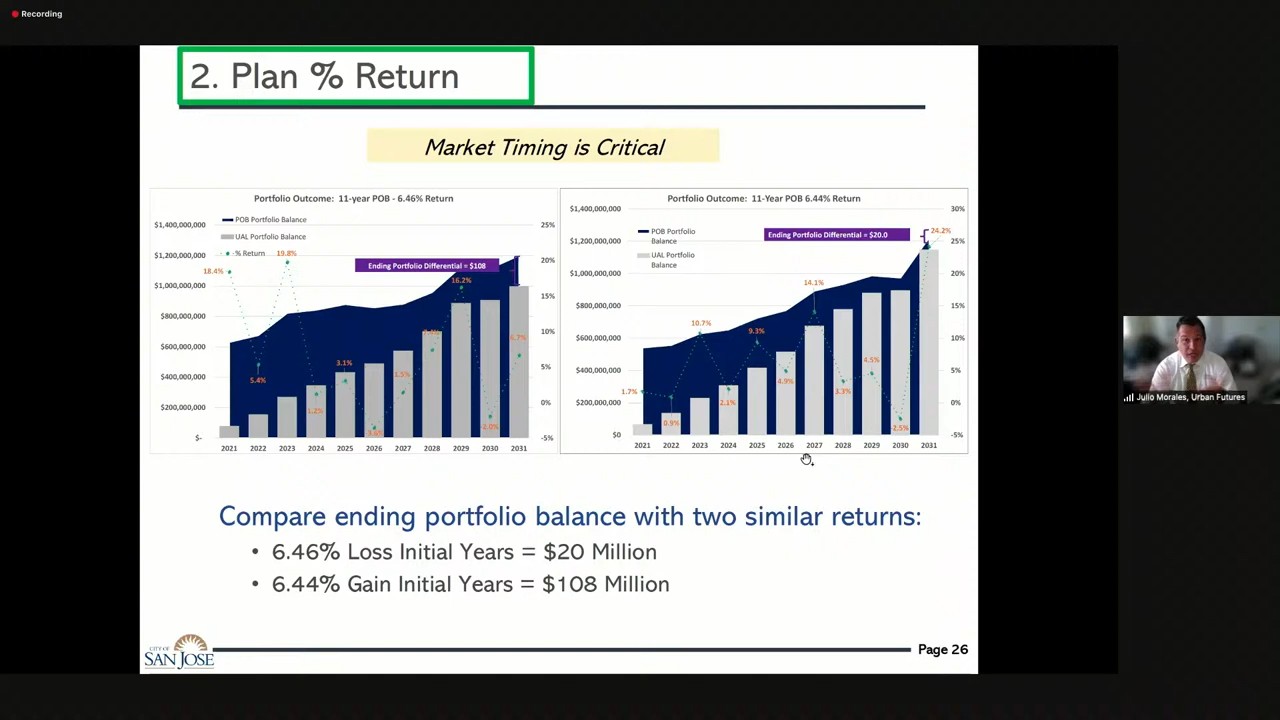 Recording
2. Plan % Return
Market Timing is Critical
Portfolio Outcome: 11-year POB - 6.46% Return
POB Portfolio Balance
UAL Portfolio Balance
% Return
Ending Portfolio Differential = $108
$1,400,000,000
$1,200,000,000
$1,000,000,000
$800,000,000
$600,000,000
$400,000,000
$200,000,000
$-
25%
20%
15%
10%
5%
0%
-5%
18.4%
5.4%
19.8%
1.2%
3.1%
1.5%
16.2%
-2.0%
6.7%
2021 2022 2023 2024 2025 2026 2027 2028 2029 2030 2031
Portfolio Outcome: 11-Year POB 6.44% Return
POB Portfolio
Balance
UAL Portfolio
Balance
Ending Portfolio Differential = $20.0
$1,400,000,000
$1,200,000,000
$1,000,000,000
$800,000,000
$600,000,000
$400,000,000
$200,000,000
$0
30%
25%
20%
15%
10%
5%
0%
-5%
1.7%
0.9%
10.7%
2.1%
9.3%
4.9%
14.1%
3.3%
4.5%
-2.5%
24.2%
2021 2022 2023 2024 2025 2026 2027 2028 2029 2030 2031
Compare ending portfolio balance with two similar returns:
• 6.46% Loss Initial Years = $20 Million
• 6.44% Gain Initial Years = $108 Million
CITY OF
SAN JOSE
Page 26
Julio Morales, Urban Futures